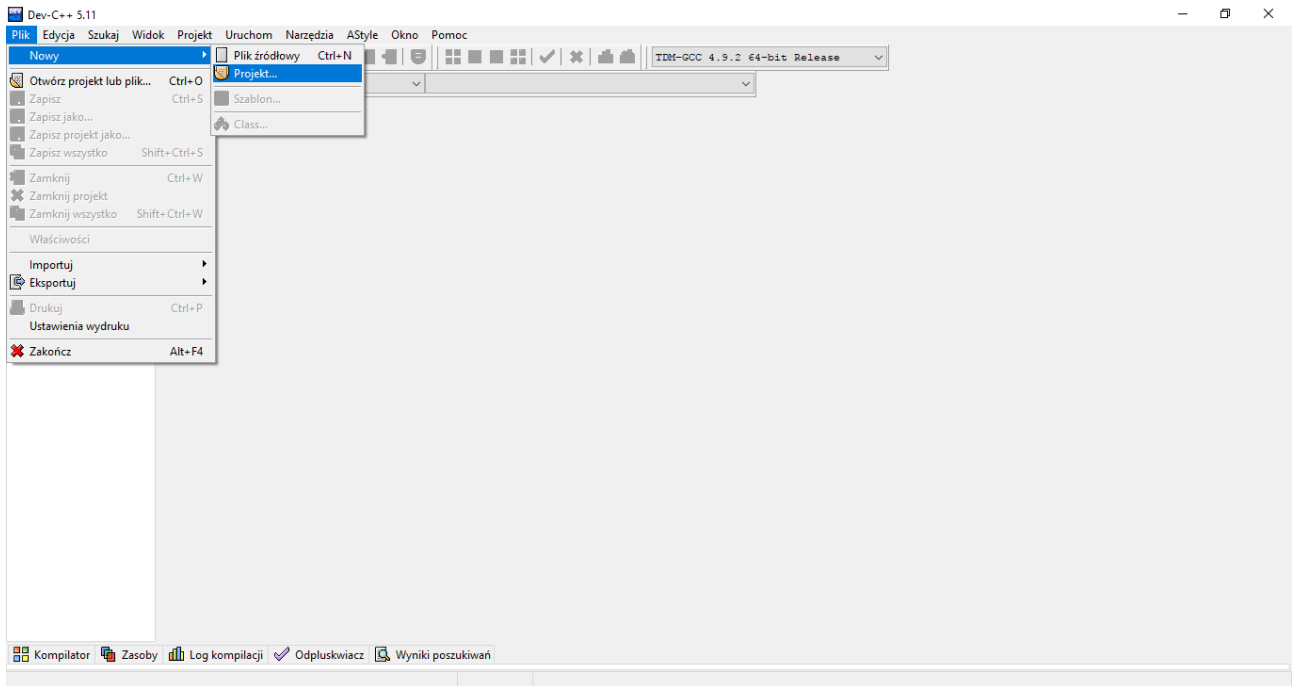 Dev-C++ 5.11
Plik Edycja Szukaj Widok Projekt Uruchom Narzędzia AStyle Okno Pomoc
Nowy
Plik źródłowy Ctrl+N
TDM-GCC 4.9.2 64-bit Release
Projekt...
Otwórz projekt lub plik... Ctrl+O
Zapisz Ctrl+S
Szablon...
Zapisz jako...
Class...
Zapisz projekt jako...
Zapisz wszystko Shift+Ctrl+S
Zamknij Ctrl+W
Zamknij projekt
Zamknij wszystko Shift+Ctrl+W
Właściwości
Importuj
Eksportuj
Drukuj Ctrl+P
Ustawienia wydruku
Zakończ Alt+F4
Kompilator Zasoby Log kompilacji Odpluskwiacz Wyniki poszukiwań